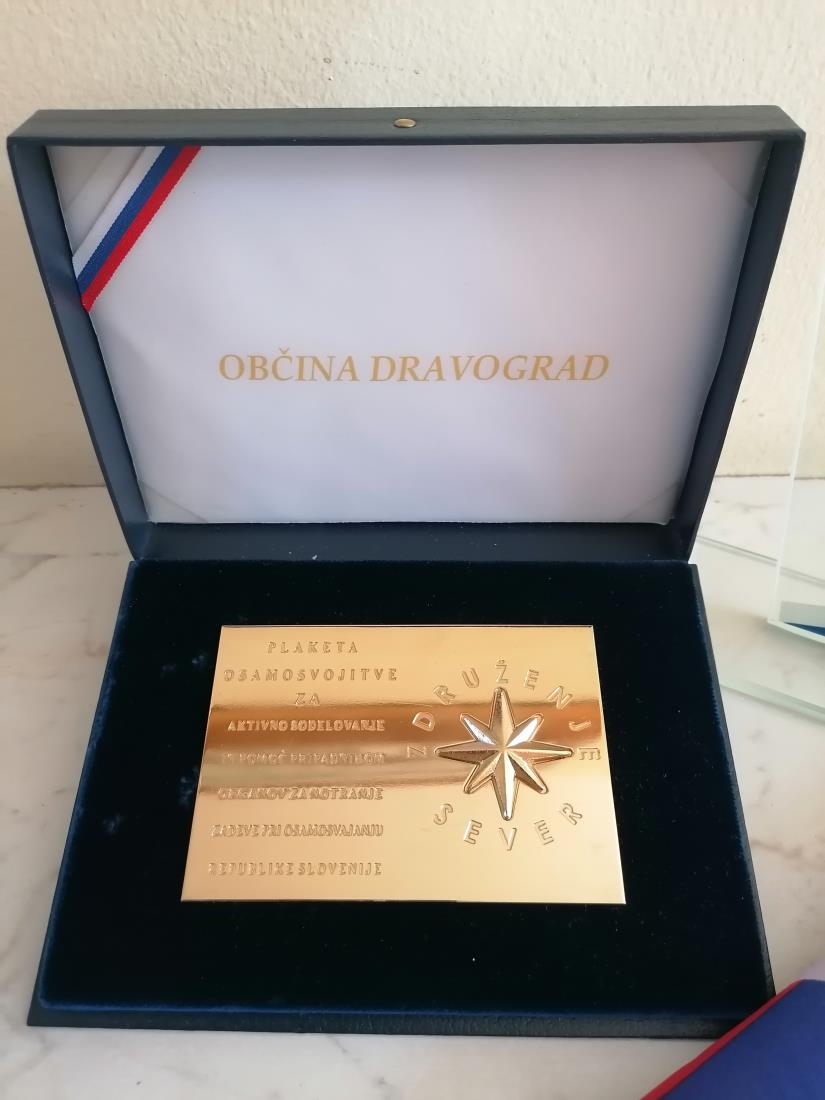 OBČINA DRAVOGRAD
PLAKETA
OSAMOSVOJITVE
ZA
AKTIVNO SODELOVANJE
IN POMOČ PRIPADNIKOM
ORGANOV ZA NOTRANJE
ZADEVE PRI OSAMOSVAJANJU
REPUBLIKE SLOVENIJE
ZDRUŽENJE
SEVER